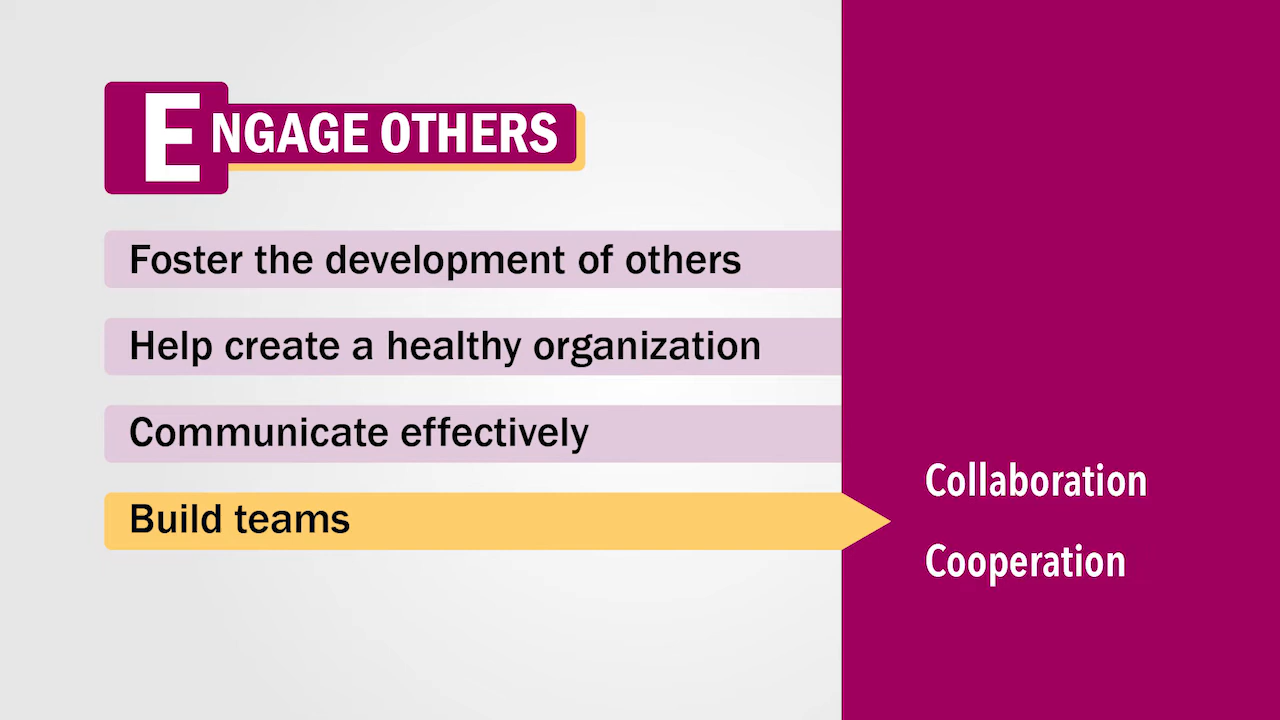 ENGAGE OTHERS
Foster the development of others
Help create a healthy organization
Communicate effectively
Build teams
Collaboration
Cooperation